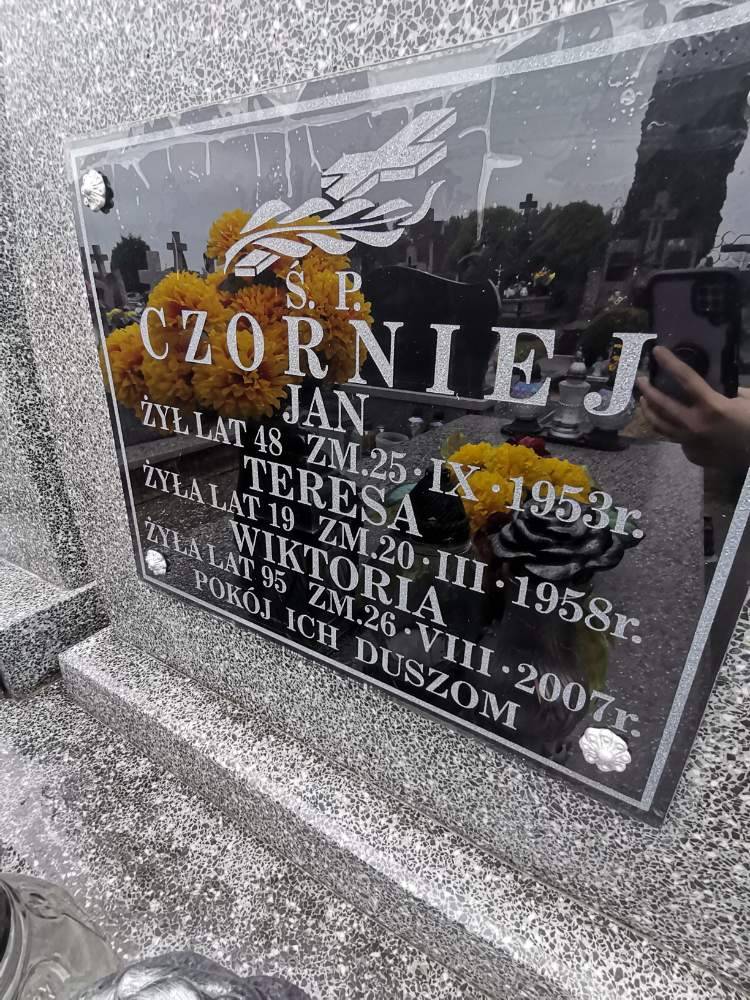 Ś. P.
CZORNIEJ
JAN
ŻYŁ LAT 48 ZM.25·IX·1953r.
TERESA
ŻYŁA LAT 19 ZM.20·III·1958r.
WIKTORIA
ŻYŁA LAT 95 ZM.26·VIII·2007r.
POKÓJ ICH DUSZOM